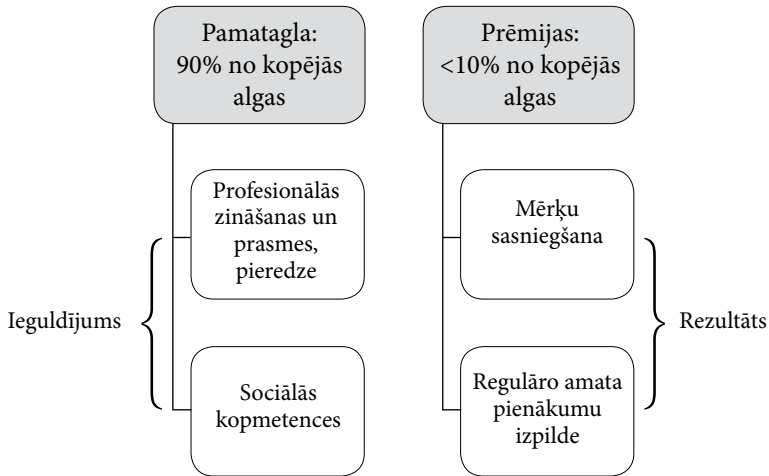 Pamatagla:
90% no kopējās
algas
Prēmijas:
<10% no kopējās
algas
Profesionālās
zināšanas un
prasmes,
pieredze
Mērķu
sasniegšana
Ieguldījums
Rezultāts
Sociālās
kopmetences
Regulāro amata
pienākumu
izpilde